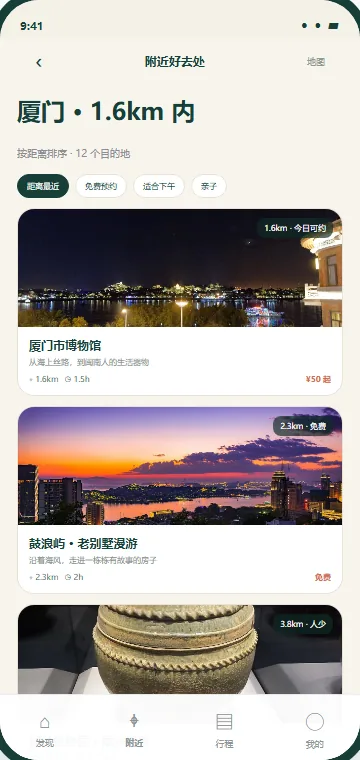 9:41
‹ 附近好去处 地图
厦门 • 1.6km 内
按距离排序 · 12 个目的地
距离最近 免费预约 适合下午 亲子
1.6km · 今日可约
厦门市博物馆
从海上丝路，到闽南人的生活器物
1.6km 1.5h ¥50 起
2.3km · 免费
鼓浪屿 • 老别墅漫游
沿着海风，走进一栋栋有故事的房子
2.3km 2h 免费
3.8km · 人少
发现 附近 行程 我的